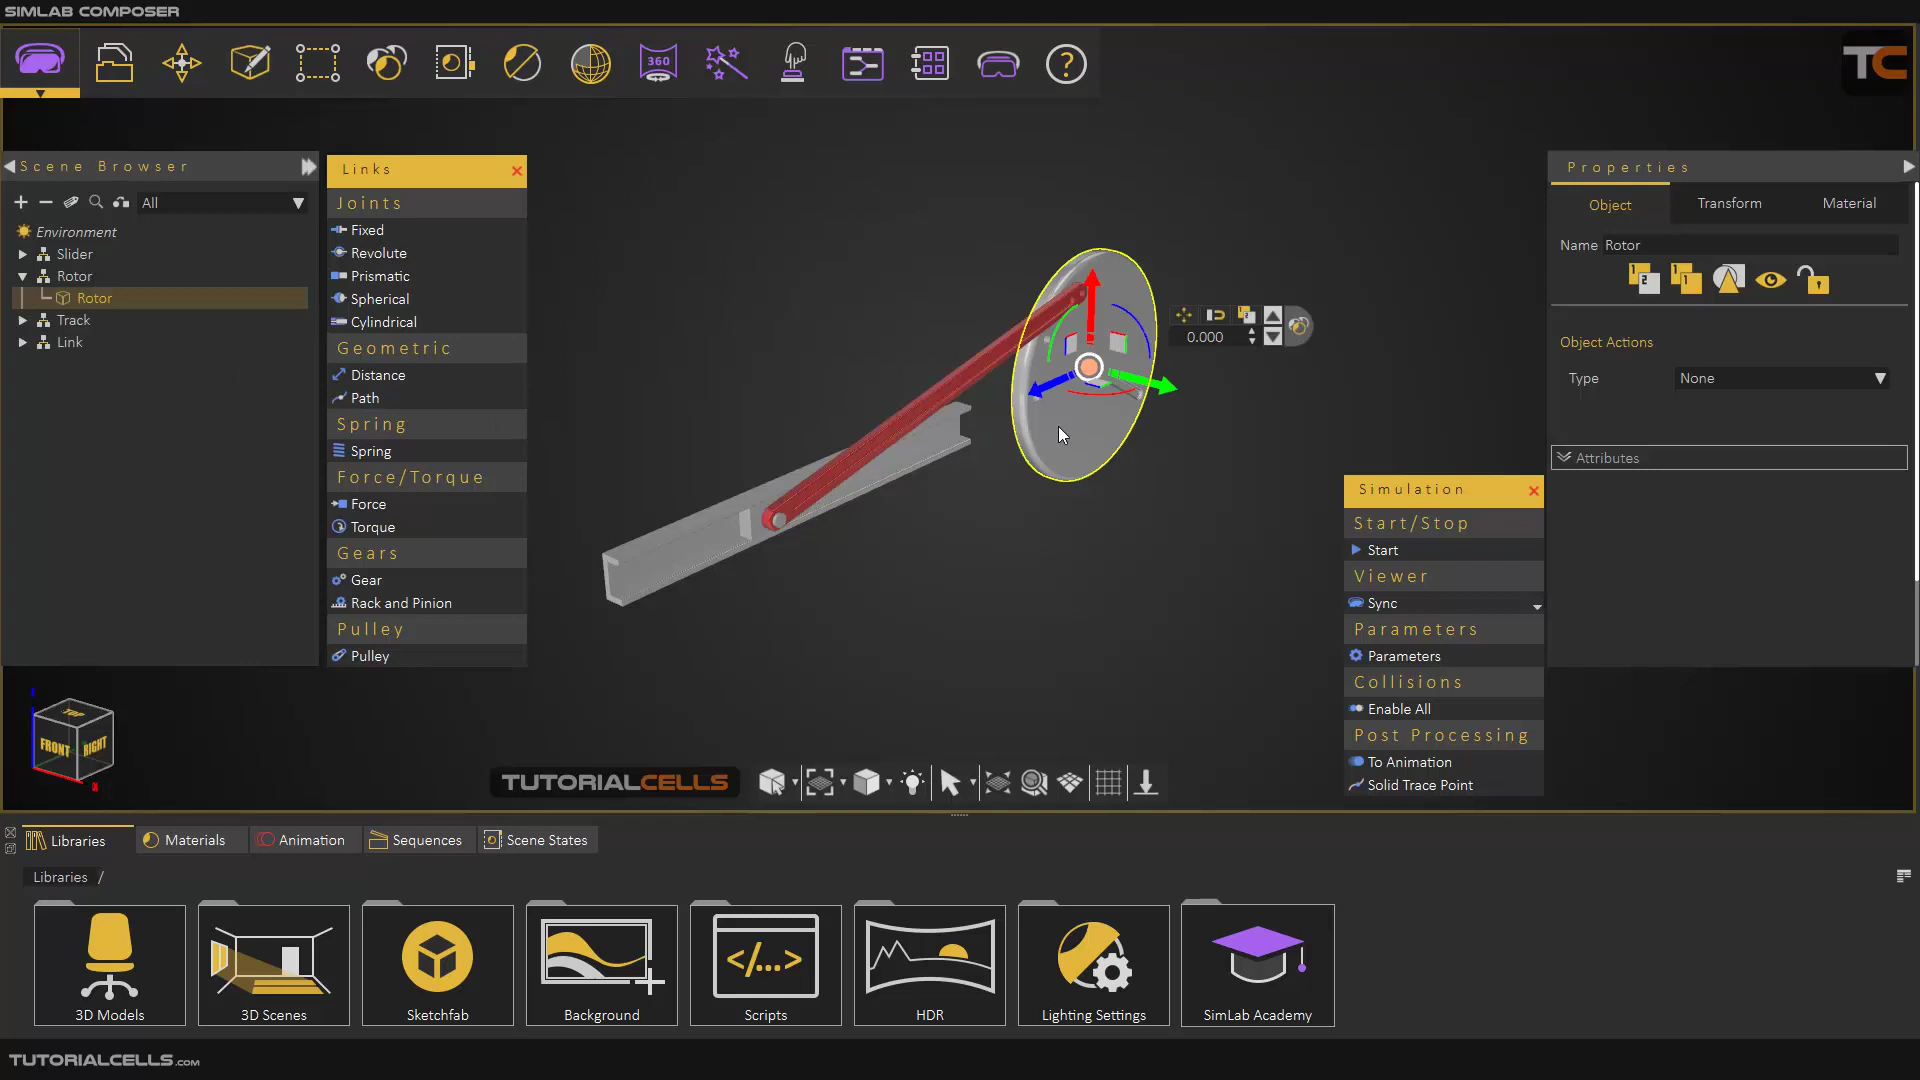 SIMLAB COMPOSER
360
TC
Scene Browser
All
Environment
Slider
Rotor
Rotor
Track
Link
Links
Joints
Fixed
Revolute
Prismatic
Spherical
Cylindrical
Geometric
Distance
Path
Spring
Spring
Force/Torque
Force
Torque
Gears
Gear
Rack and Pinion
Pulley
Pulley
0.000
Properties
Object
Transform
Material
Name Rotor
Object Actions
Type None
Attributes
Simulation
Start/Stop
Start
Viewer
Sync
Parameters
Parameters
Collisions
Enable All
Post Processing
To Animation
Solid Trace Point
TOP
FRONT
RIGHT
TUTORIALCELLS
Libraries
Materials
Animation
Sequences
Scene States
Libraries /
3D Models
3D Scenes
Sketchfab
Background
</...>
Scripts
HDR
Lighting Settings
SimLab Academy
TUTORIALCELLS.COM